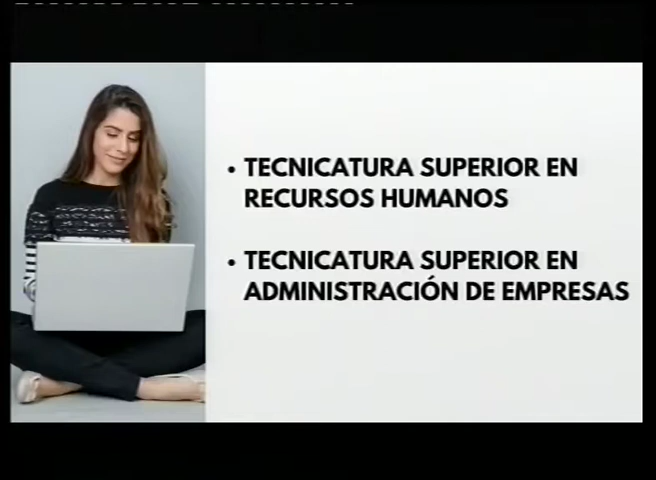 • TECNICATURA SUPERIOR EN
RECURSOS HUMANOS
• TECNICATURA SUPERIOR EN
ADMINISTRACIÓN DE EMPRESAS